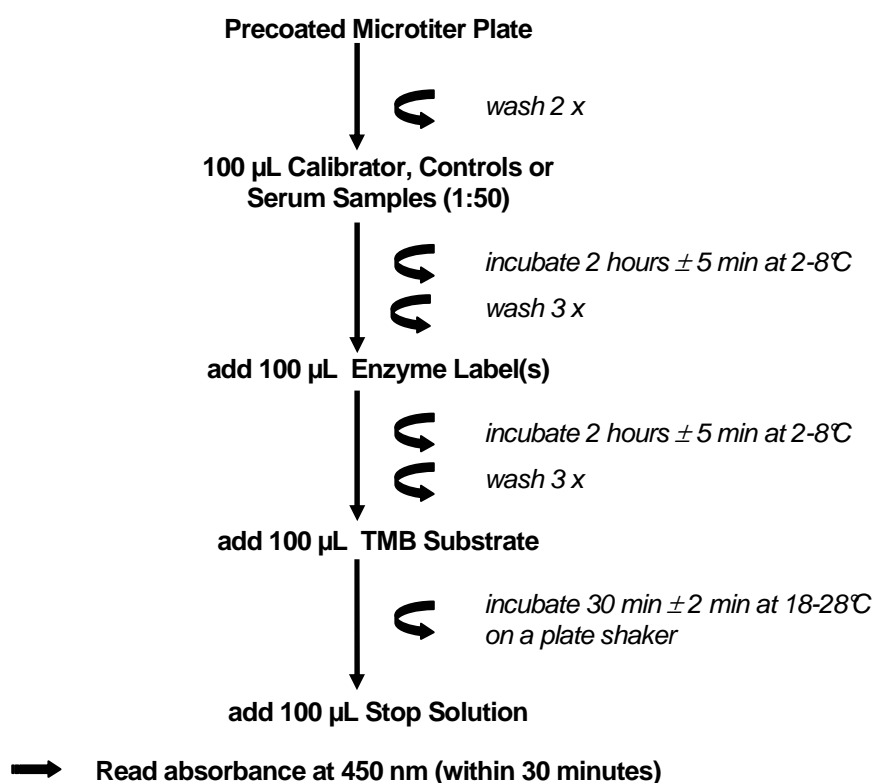 Precoated Microtiter Plate
wash 2 x
100 µL Calibrator, Controls or
Serum Samples (1:50)
incubate 2 hours ± 5 min at 2-8°C
wash 3 x
add 100 µL Enzyme Label(s)
incubate 2 hours ± 5 min at 2-8°C
wash 3 x
add 100 µL TMB Substrate
incubate 30 min ± 2 min at 18-28°C
on a plate shaker
add 100 µL Stop Solution
Read absorbance at 450 nm (within 30 minutes)